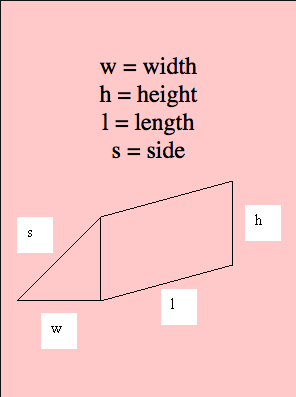 w = width
h = height
l = length
s = side
s
h
l
w